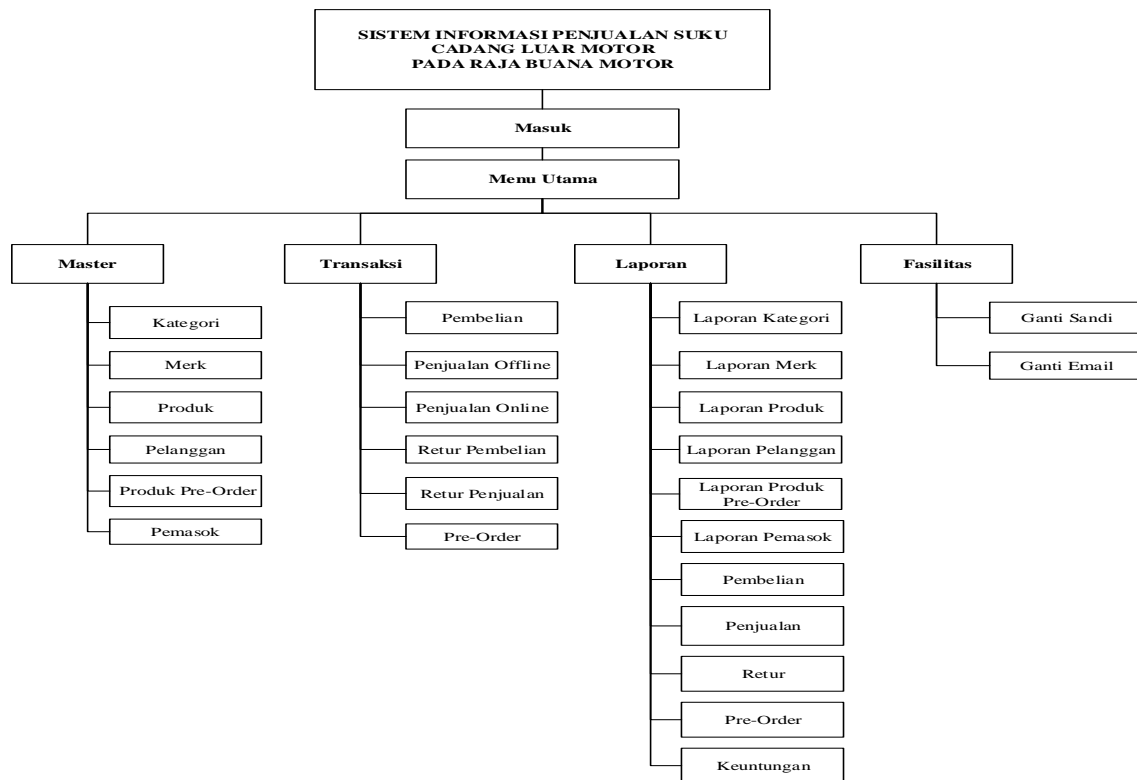 SISTEM INFORMASI PENJUALAN SUKU
CADANG LUAR MOTOR
PADA RAJA BUANA MOTOR
Masuk
Menu Utama
Master
Transaksi
Laporan
Fasilitas
Kategori
Merk
Produk
Pelanggan
Produk Pre-Order
Pemasok
Pembelian
Penjualan Offline
Penjualan Online
Retur Pembelian
Retur Penjualan
Pre-Order
Laporan Kategori
Laporan Merk
Laporan Produk
Laporan Pelanggan
Laporan Produk
Pre-Order
Laporan Pemasok
Pembelian
Penjualan
Retur
Pre-Order
Keuntungan
Ganti Sandi
Ganti Email